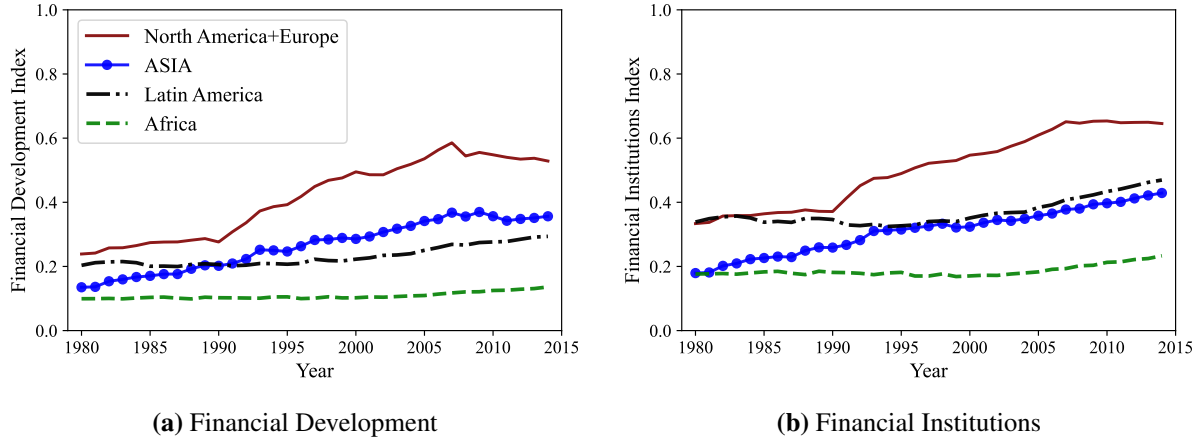 Financial Development Index
1.0
0.8
0.6
0.4
0.2
0.0
North America+Europe
ASIA
Latin America
Africa
1980 1985 1990 1995 2000 2005 2010 2015
Year
(a) Financial Development
Financial Institutions Index
1.0
0.8
0.6
0.4
0.2
0.0
1980 1985 1990 1995 2000 2005 2010 2015
Year
(b) Financial Institutions